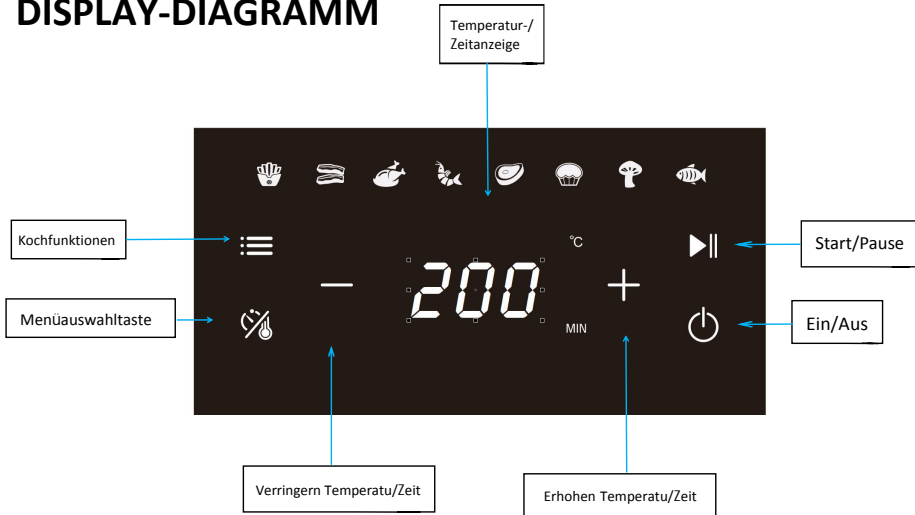 DISPLAY-DIAGRAMM
Temperatur-/
Zeitanzeige
Kochfunktionen
°C
Start/Pause
200
Menüauswahltaste
MIN
Ein/Aus
Verringern Temperatu/Zeit
Erhohen Temperatu/Zeit